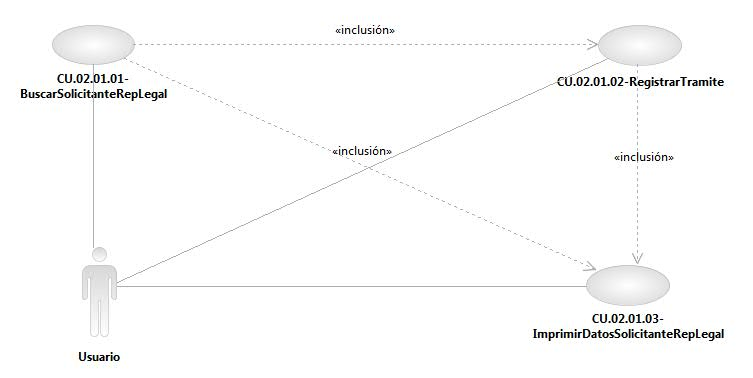 «inclusión»
CU.02.01.01-
BuscarSolicitanteRepLegal
CU.02.01.02-RegistrarTramite
«inclusión»
«inclusión»
CU.02.01.03-
ImprimirDatosSolicitanteRepLegal
Usuario